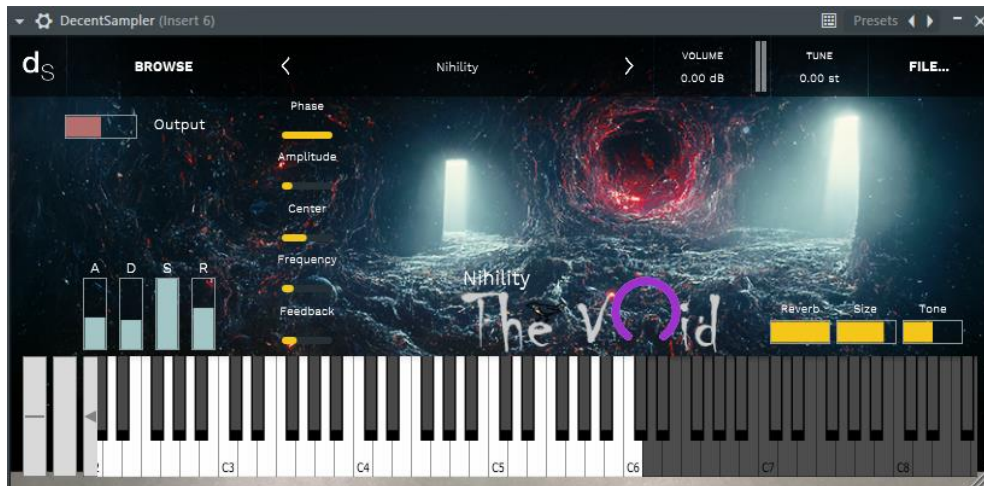 DecentSampler (Insert 6)
Presets
dS
BROWSE
Nihility
VOLUME
0.00 dB
TUNE
0.00 st
FILE...
Output
Phase
Amplitude
Center
Frequency
Feedback
A D S R
Nihility
The Void
Reverb Size Tone
C3 C4 C5 C6 C7 C8